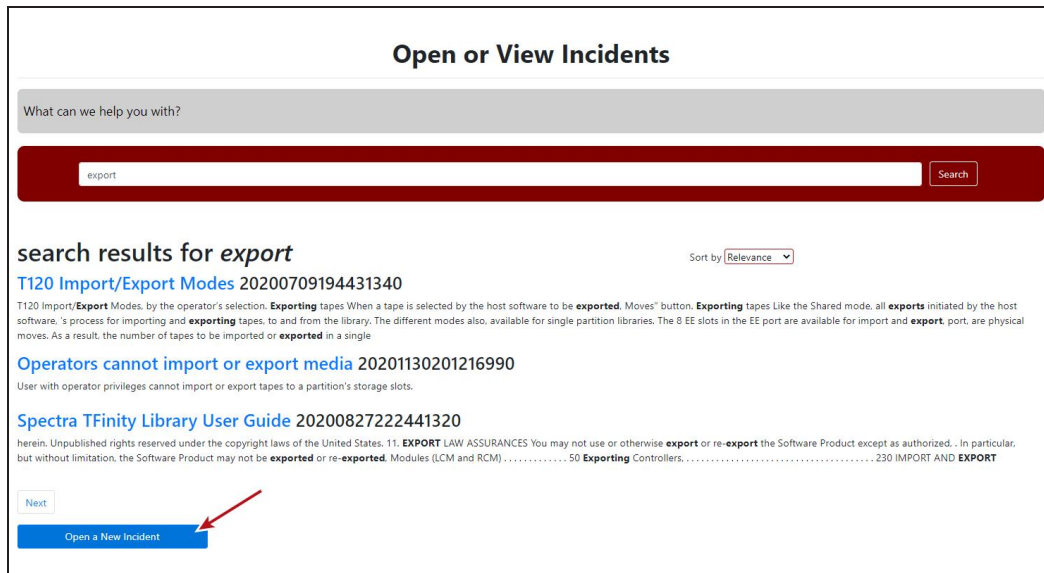 Open or View Incidents
What can we help you with?
export
Search
search results for export
Sort by Relevance
T120 Import/Export Modes 20200709194431340
T120 Import/Export Modes, by the operator's selection. Exporting tapes When a tape is selected by the host software to be exported, Moves" button. Exporting tapes Like the Shared mode, all exports initiated by the host
software, 's process for importing and exporting tapes, to and from the library. The different modes also, available for single partition libraries. The 8 EE slots in the EE port are available for import and export, port, are physical
moves. As a result, the number of tapes to be imported or exported in a single
Operators cannot import or export media 20201130201216990
User with operator privileges cannot import or export tapes to a partition's storage slots.
Spectra TFinity Library User Guide 20200827222441320
herein. Unpublished rights reserved under the copyright laws of the United States. 11. EXPORT LAW ASSURANCES You may not use or otherwise export or re-export the Software Product except as authorized, . In particular,
but without limitation, the Software Product may not be exported or re-exported, Modules (LCM and RCM) . . . . . . . . . . . . . 50 Exporting Controllers, . . . . . . . . . . . . . . . . . . . . . . . . . . . . . . . . . . . . . . . 230 IMPORT AND EXPORT
Next
Open a New Incident